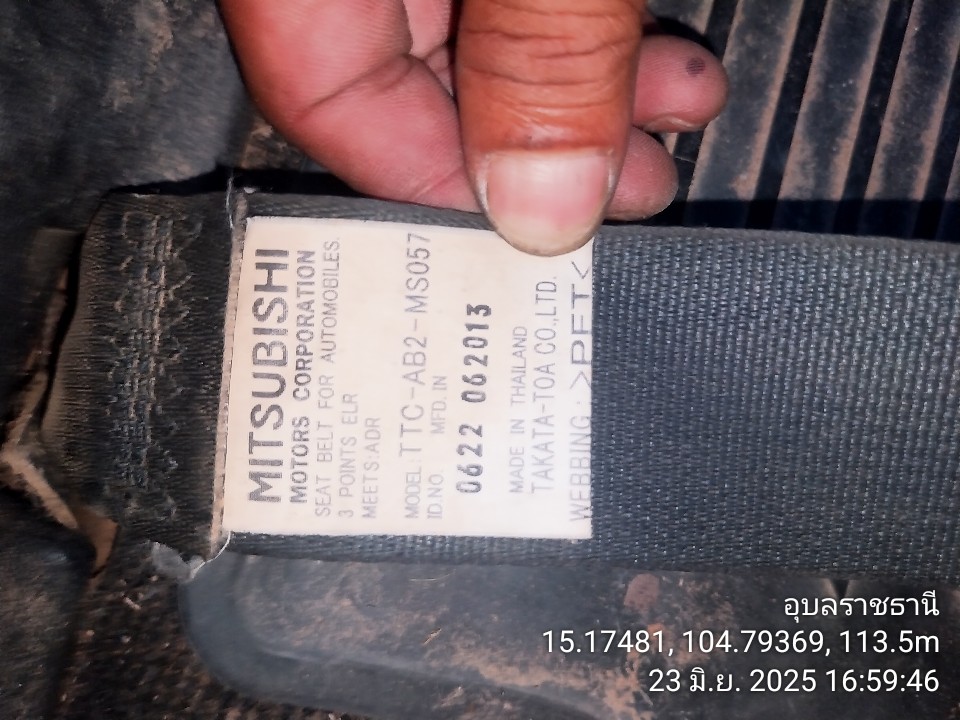 MITSUBISHI
MOTORS CORPORATION
SEAT BELT FOR AUTOMOBILES.
3 POINTS ELR
MEETS:ADR
MODEL:TTC-AB2-MS057
ID.NO MFD.IN
0622 062013
MADE IN THAILAND
TAKATA-TOA CO.,LTD.
WEBBING: >PET<
อุบลราชธานี
15.17481, 104.79369, 113.5m
23 มิ.ย. 2025 16:59:46